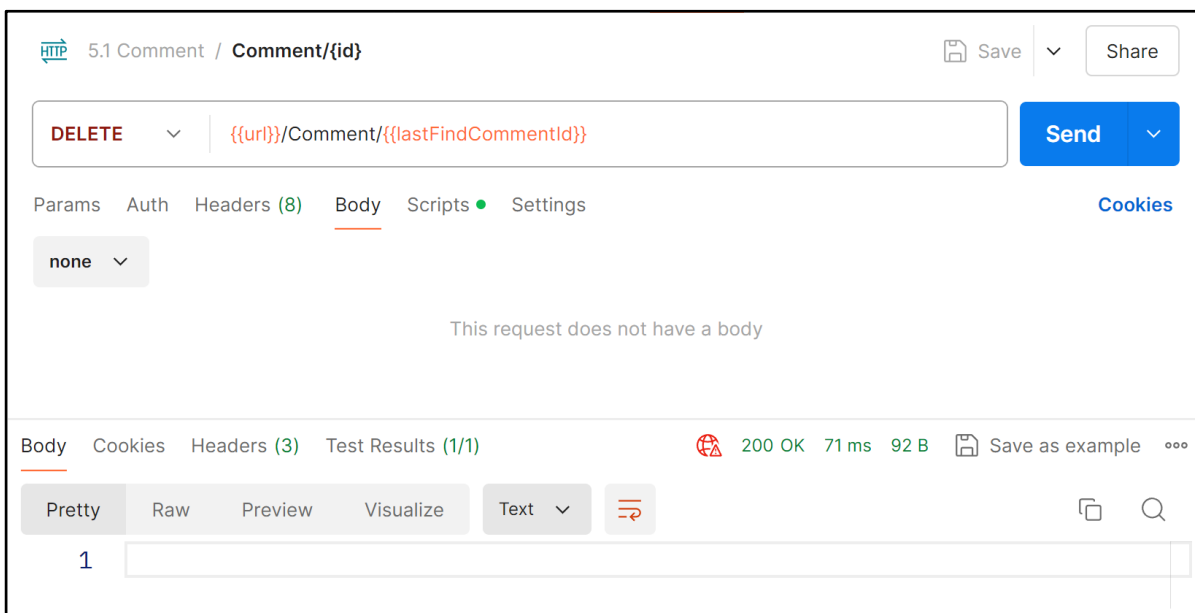 HTTP 5.1 Comment / Comment/{id} Save Share
DELETE {{url}}/Comment/{{lastFindCommentId}} Send
Params Auth Headers (8) Body Scripts Settings Cookies
none
This request does not have a body
Body Cookies Headers (3) Test Results (1/1) 200 OK 71 ms 92 B Save as example
Pretty Raw Preview Visualize Text
1